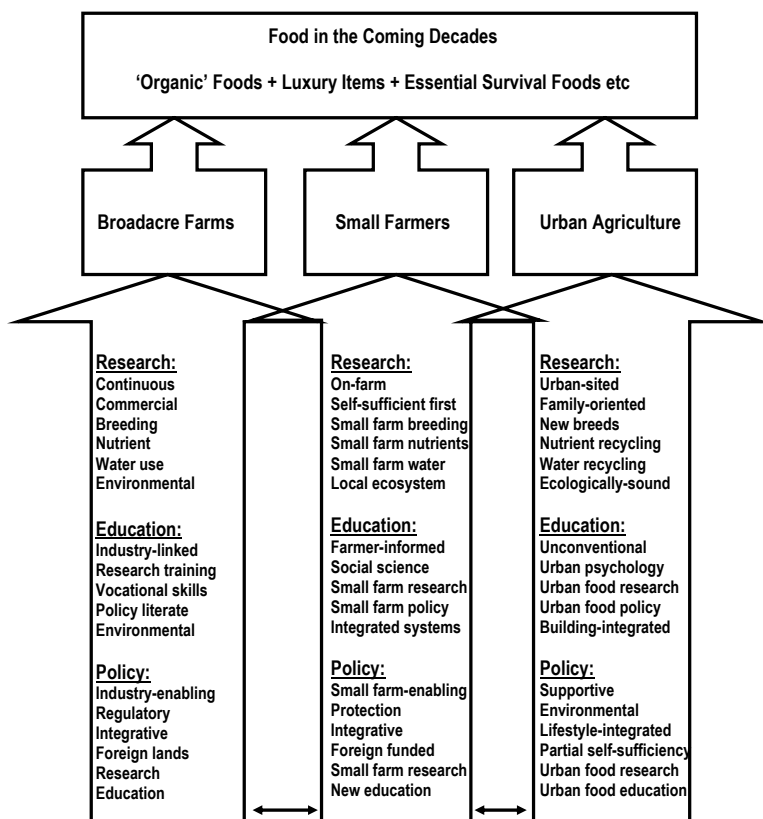 Food in the Coming Decades
‘Organic’ Foods + Luxury Items + Essential Survival Foods etc
Broadacre Farms
Small Farmers
Urban Agriculture
Research:
Continuous
Commercial
Breeding
Nutrient
Water use
Environmental
Education:
Industry-linked
Research training
Vocational skills
Policy literate
Environmental
Policy:
Industry-enabling
Regulatory
Integrative
Foreign lands
Research
Education
Research:
On-farm
Self-sufficient first
Small farm breeding
Small farm nutrients
Small farm water
Local ecosystem
Education:
Farmer-informed
Social science
Small farm research
Small farm policy
Integrated systems
Policy:
Small farm-enabling
Protection
Integrative
Foreign funded
Small farm research
New education
Research:
Urban-sited
Family-oriented
New breeds
Nutrient recycling
Water recycling
Ecologically-sound
Education:
Unconventional
Urban psychology
Urban food research
Urban food policy
Building-integrated
Policy:
Supportive
Environmental
Lifestyle-integrated
Partial self-sufficiency
Urban food research
Urban food education